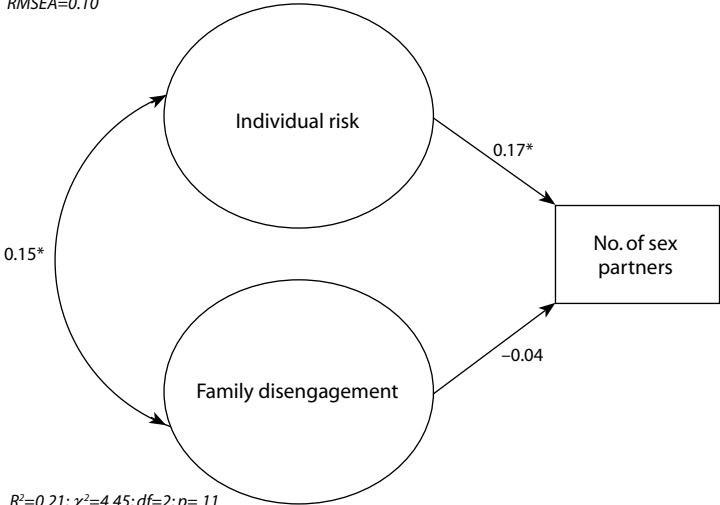 RMSEA=0.10
Individual risk
0.17*
0.15*
No. of sex
partners
–0.04
Family disengagement
R²=0.21; χ²=4.45; df=2; p=.11